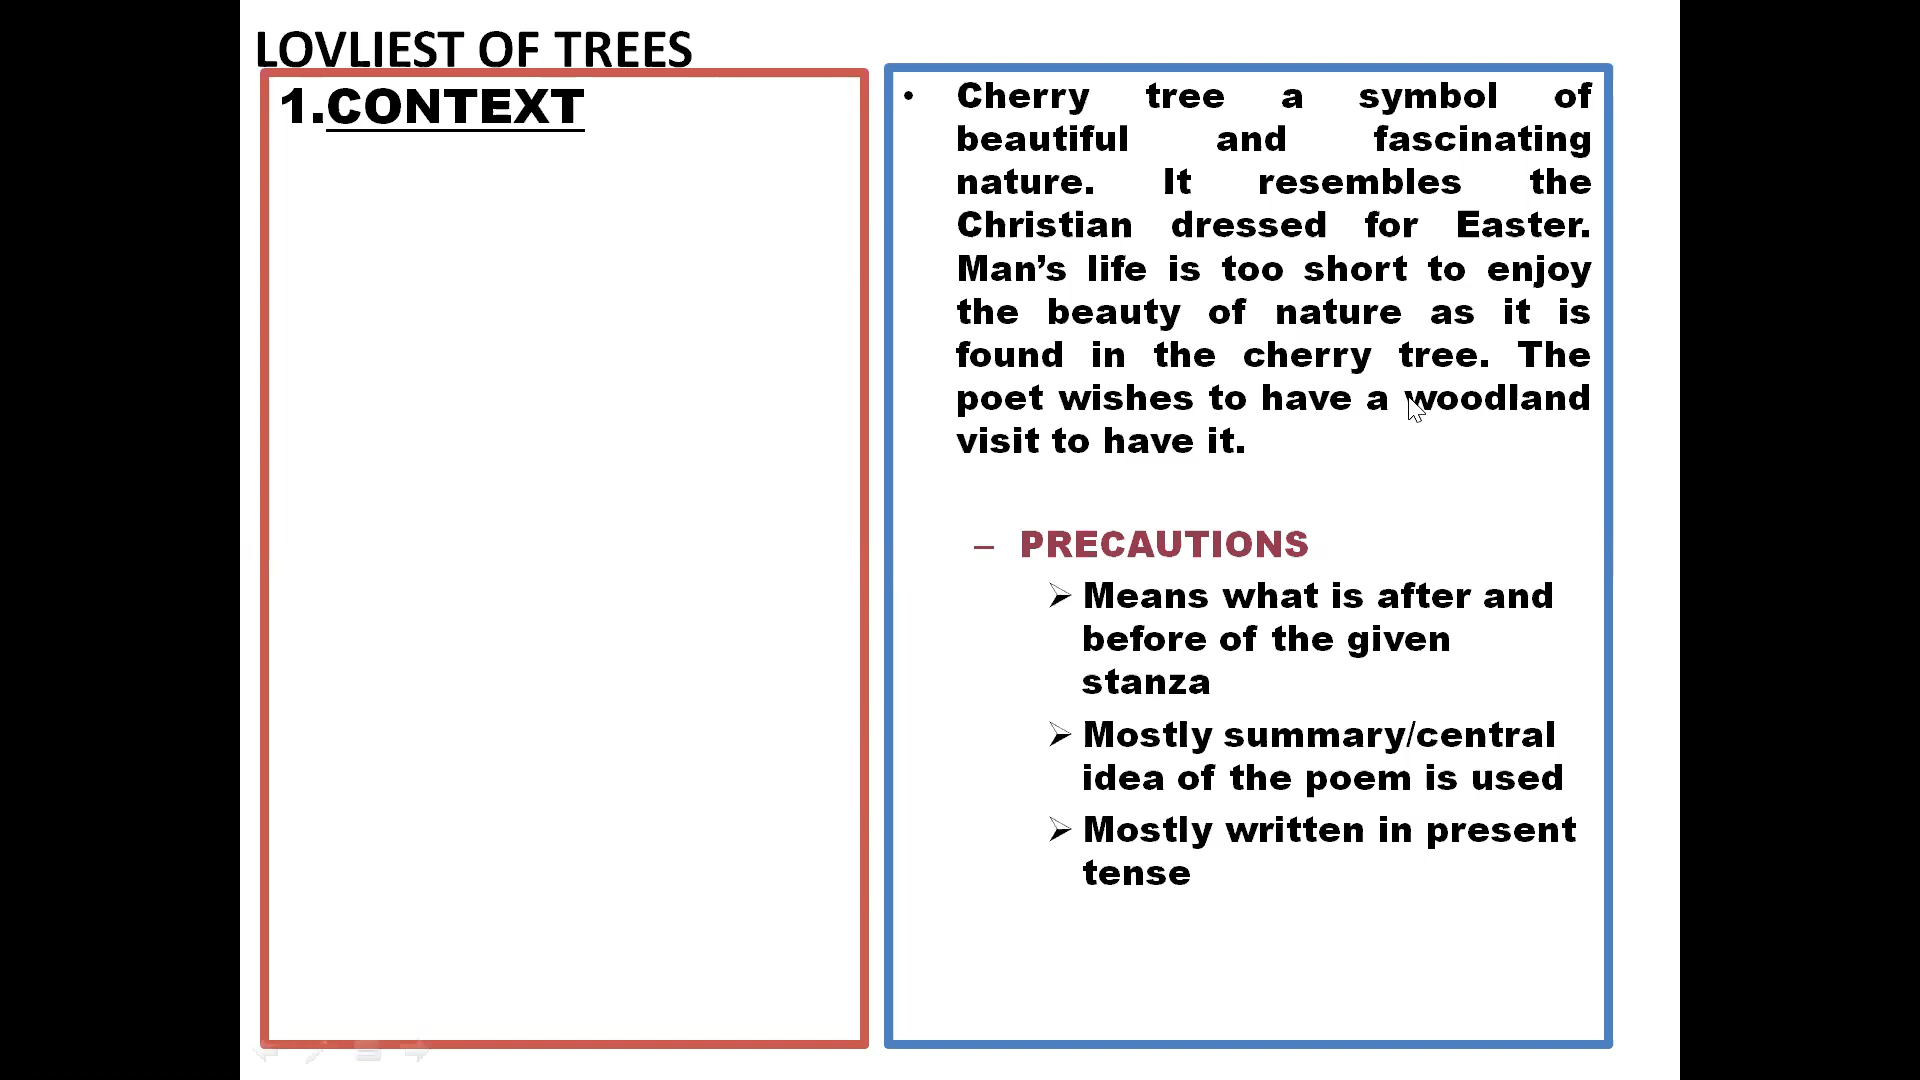 LOVLIEST OF TREES
1.CONTEXT
• Cherry tree a symbol of
beautiful and fascinating
nature. It resembles the
Christian dressed for Easter.
Man’s life is too short to enjoy
the beauty of nature as it is
found in the cherry tree. The
poet wishes to have a woodland
visit to have it.
– PRECAUTIONS
➢ Means what is after and
before of the given
stanza
➢ Mostly summary/central
idea of the poem is used
➢ Mostly written in present
tense